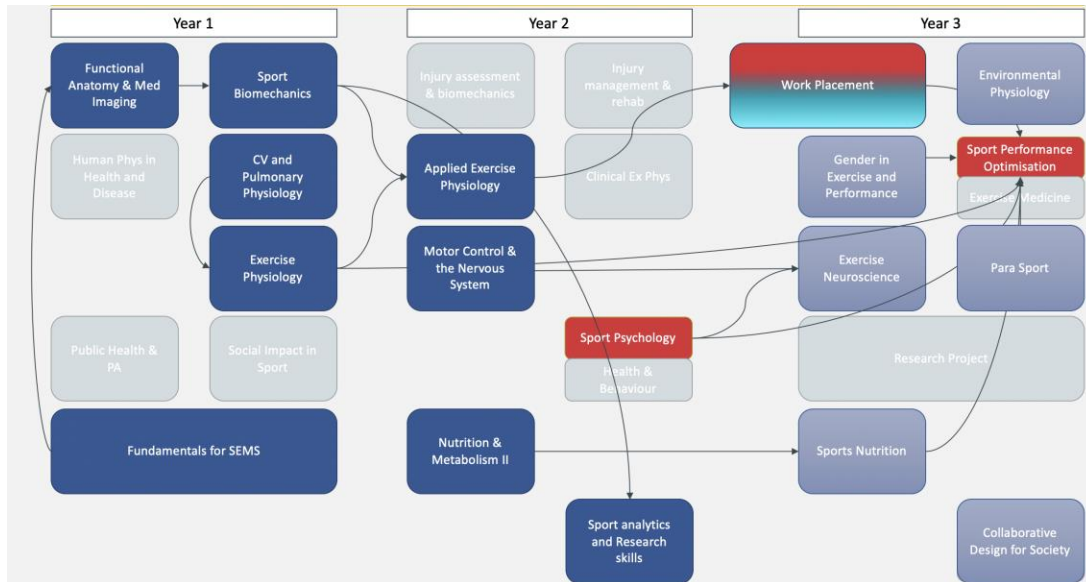 Year 1
Year 2
Year 3
Functional
Anatomy & Med
Imaging
Sport
Biomechanics
Injury assessment
& biomechanics
Injury
management &
rehab
Work Placement
Environmental
Physiology
Human Phys in
Health and Disease
CV and
Pulmonary
Physiology
Applied Exercise
Physiology
Clinical Ex Phys
Gender in
Exercise and
Performance
Sport Performance
Optimisation
Exercise Medicine
Exercise
Physiology
Motor Control &
the Nervous
System
Exercise
Neuroscience
Para Sport
Public Health &
PA
Social Impact in
Sport
Sport Psychology
Health &
Behaviour
Research Project
Fundamentals for SEMS
Nutrition &
Metabolism II
Sports Nutrition
Sport analytics
and Research
skills
Collaborative
Design for Society